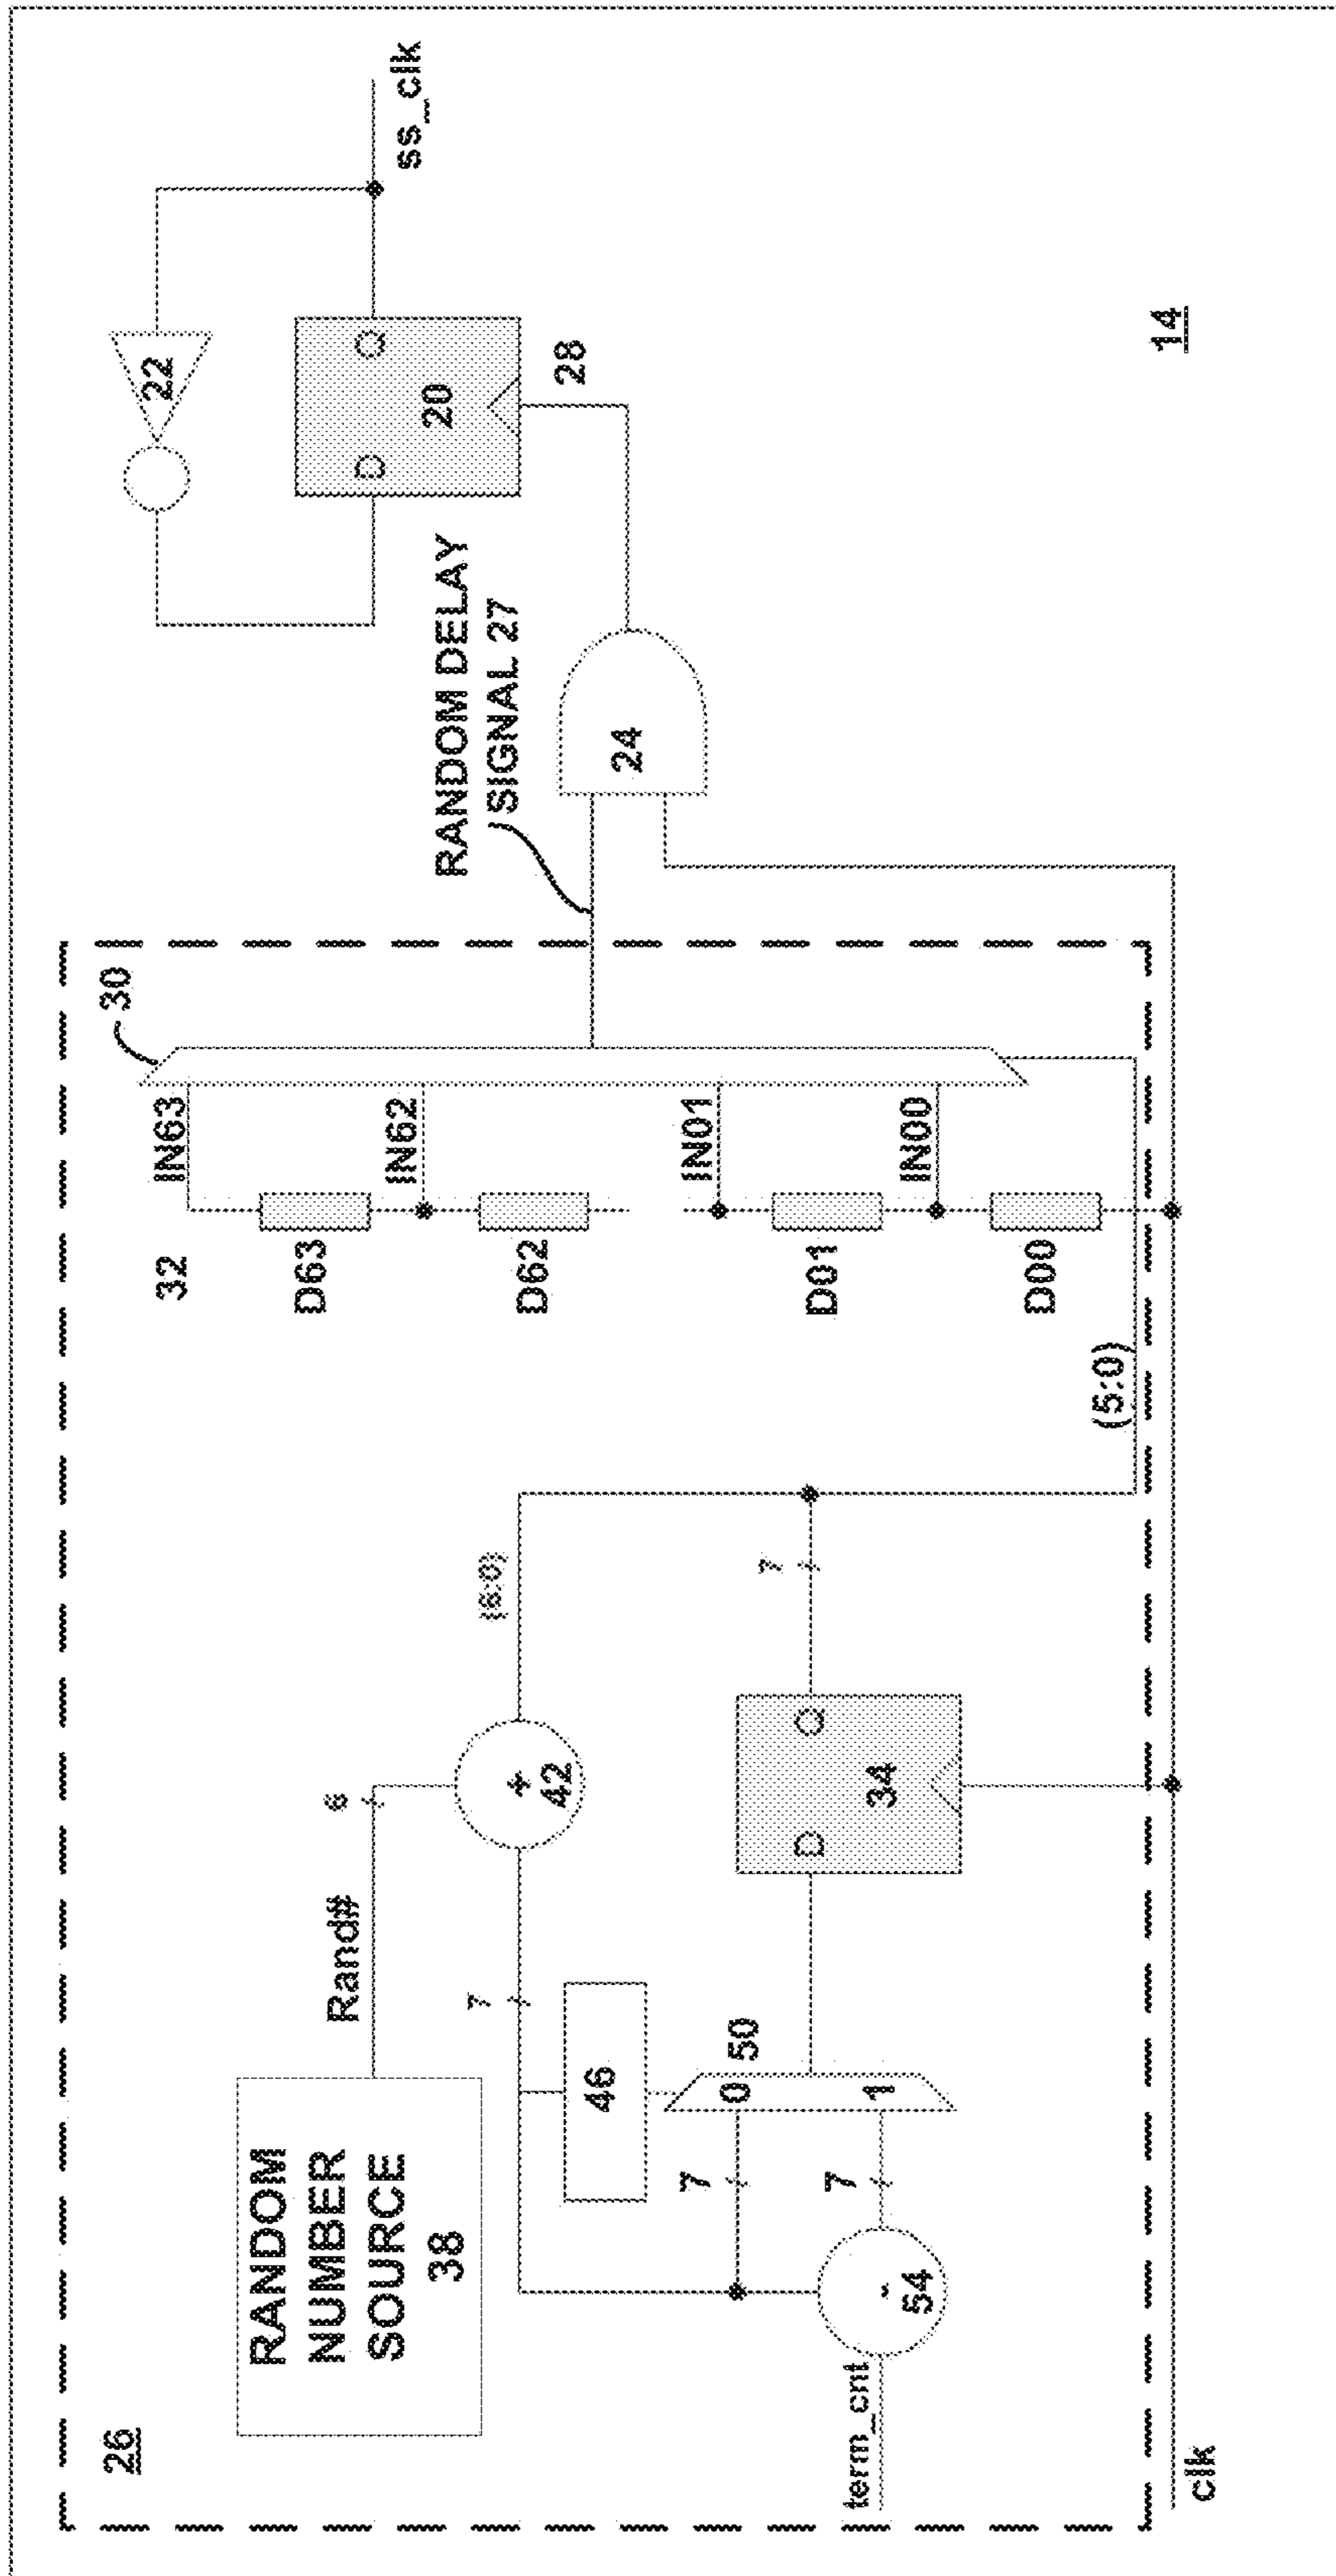 26
RANDOM
NUMBER
SOURCE
38
Rand#
6
7
+
42
(6:0)
46
50
0
1
7
7
term_cnt
-
54
D
Q
34
7
(5:0)
clk
32
D63
D62
D01
D00
IN63
IN62
IN01
IN00
30
RANDOM DELAY
SIGNAL 27
24
22
D
Q
20
28
ss_clk
14